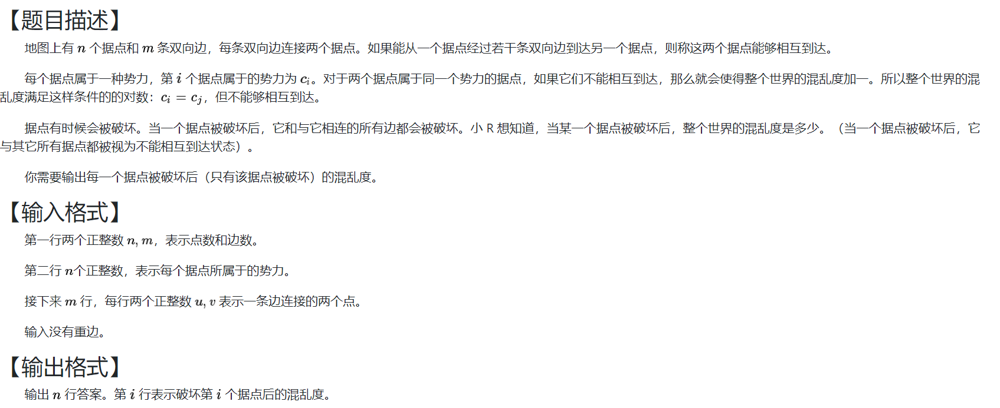 【题目描述】
地图上有 n 个据点和 m 条双向边，每条双向边连接两个据点。如果能从一个据点经过若干条双向边到达另一个据点，则称这两个据点能够相互到达。
每个据点属于一种势力，第 i 个据点属于的势力为 cᵢ。对于两个据点属于同一个势力的据点，如果它们不能相互到达，那么就会使得整个世界的混乱度加一。所以整个世界的混
乱度满足这样条件的的对数：cᵢ = cⱼ，但不能够相互到达。
据点有时候会被破坏。当一个据点被破坏后，它和与它相连的所有边都会被破坏。小 R 想知道，当某一个据点被破坏后，整个世界的混乱度是多少。（当一个据点被破坏后，它
与其它所有据点都被视为不能相互到达状态）。
你需要输出每一个据点被破坏后（只有该据点被破坏）的混乱度。
【输入格式】
第一行两个正整数 n, m，表示点数和边数。
第二行 n个正整数，表示每个据点所属于的势力。
接下来 m 行，每行两个正整数 u, v 表示一条边连接的两个点。
输入没有重边。
【输出格式】
输出 n 行答案。第 i 行表示破坏第 i 个据点后的混乱度。